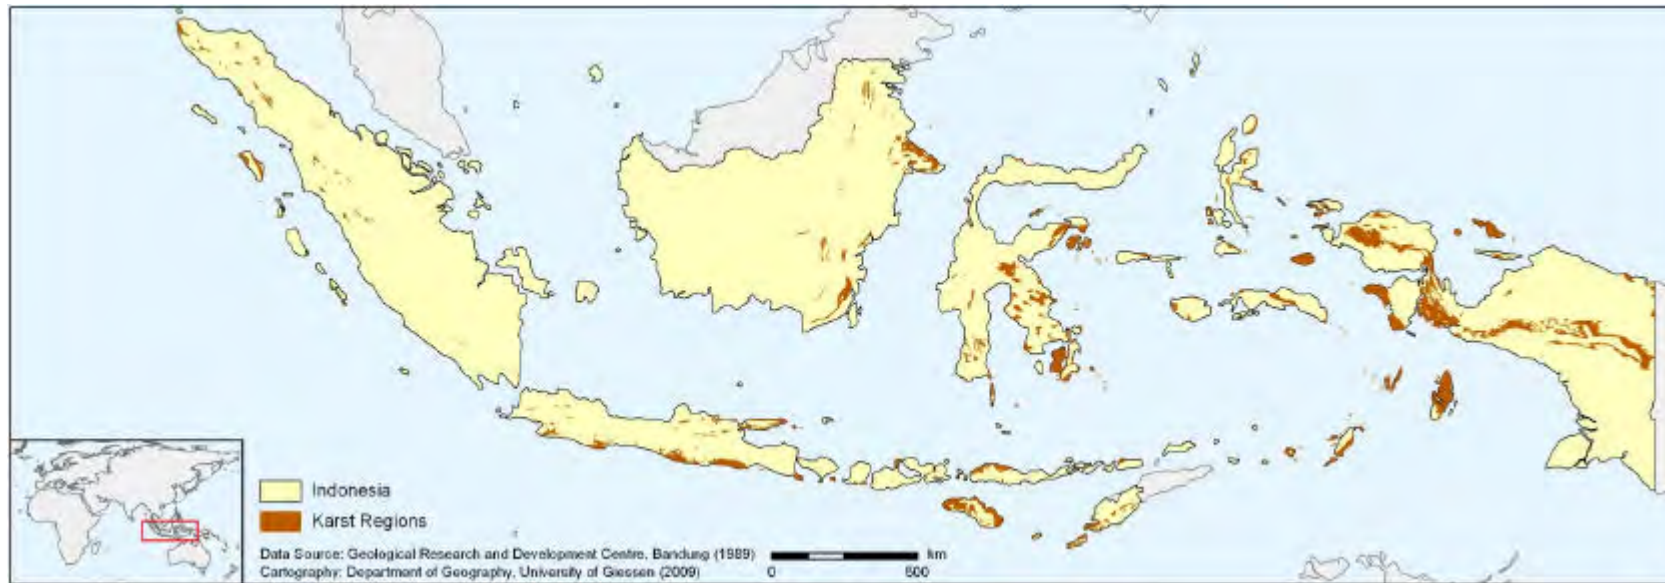 Indonesia
Karst Regions
Data Source: Geological Research and Development Centre, Bandung (1989)
Cartography: Department of Geography, University of Giessen (2009)
km
0 500